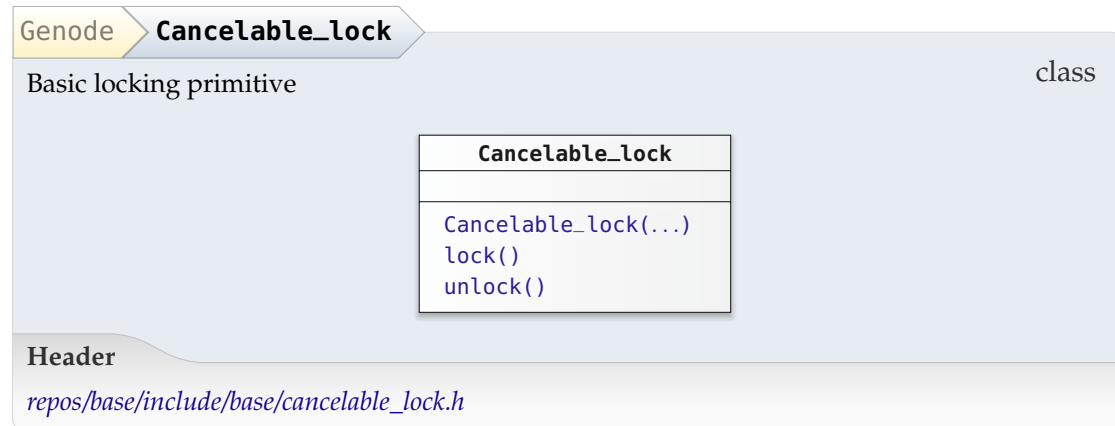 Genode Cancelable_lock
class
Basic locking primitive
Cancelable_lock
Cancelable_lock(...)
lock()
unlock()
Header
repos/base/include/base/cancelable_lock.h